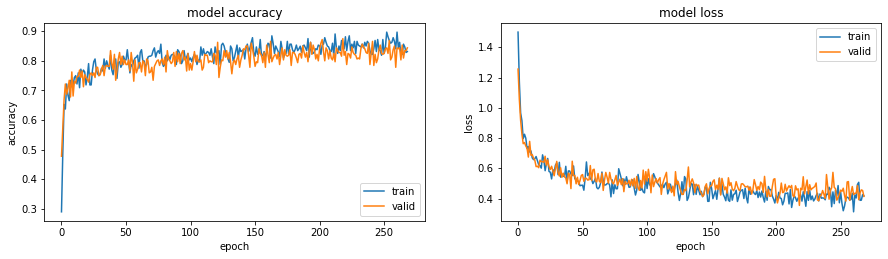 model accuracy
0.9
0.8
0.7
0.6
0.5
0.4
0.3
accuracy
0 50 100 150 200 250
epoch
train
valid
model loss
1.4
1.2
1.0
0.8
0.6
0.4
loss
0 50 100 150 200 250
epoch
train
valid